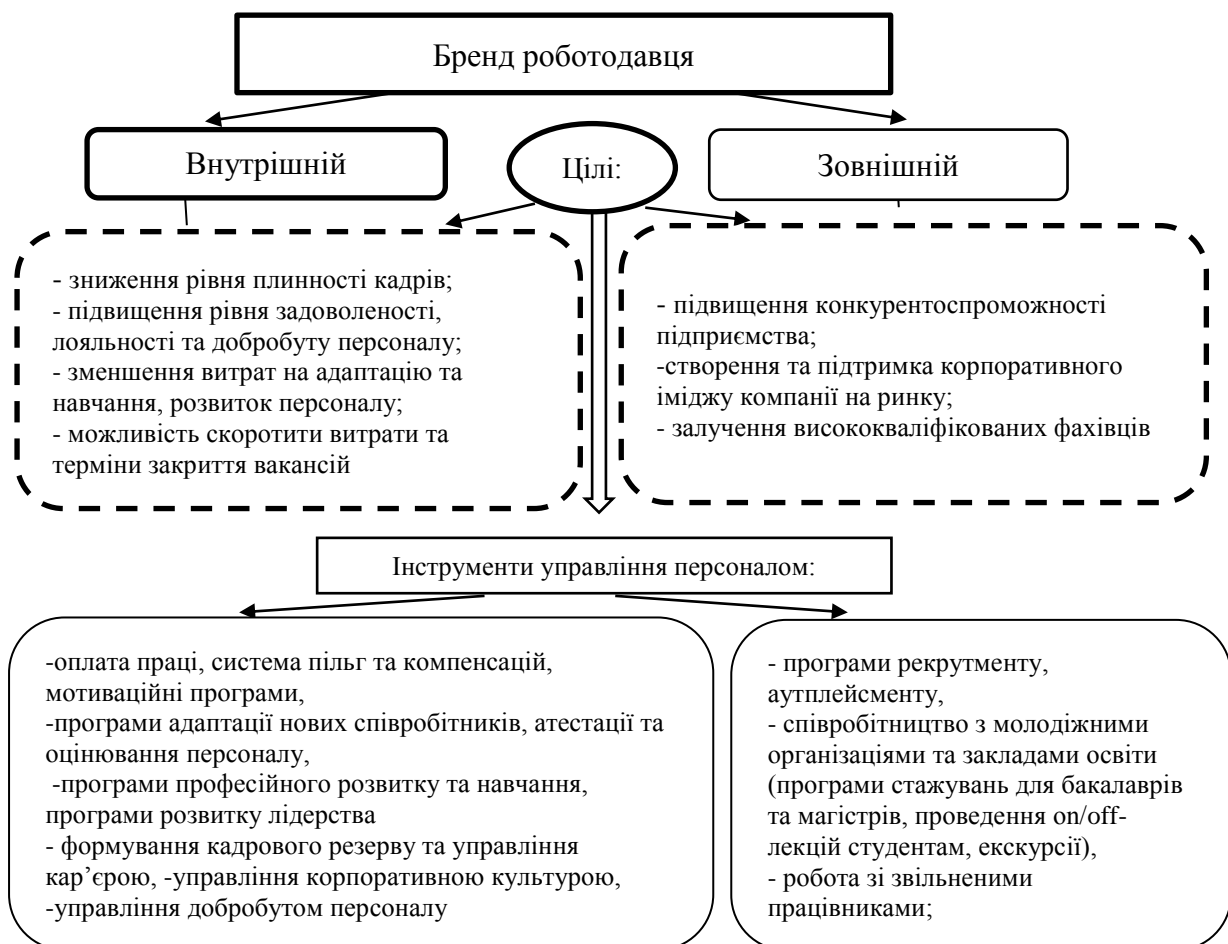 Бренд роботодавця
Внутрішній
Цілі:
Зовнішній
- зниження рівня плинності кадрів;
- підвищення рівня задоволеності,
лояльності та добробуту персоналу;
- зменшення витрат на адаптацію та
навчання, розвиток персоналу;
- можливість скоротити витрати та
терміни закриття вакансій
- підвищення конкурентоспроможності
підприємства;
-створення та підтримка корпоративного
іміджу компанії на ринку;
- залучення висококваліфікованих фахівців
Інструменти управління персоналом:
-оплата праці, система пільг та компенсацій,
мотиваційні програми,
-програми адаптації нових співробітників, атестації та
оцінювання персоналу,
-програми професійного розвитку та навчання,
програми розвитку лідерства
- формування кадрового резерву та управління
кар’єрою, -управління корпоративною культурою,
-управління добробутом персоналу
- програми рекрутменту,
аутплейсменту,
- співробітництво з молодіжними
організаціями та закладами освіти
(програми стажувань для бакалаврів
та магістрів, проведення on/off-
лекцій студентам, екскурсії),
- робота зі звільненими
працівниками;